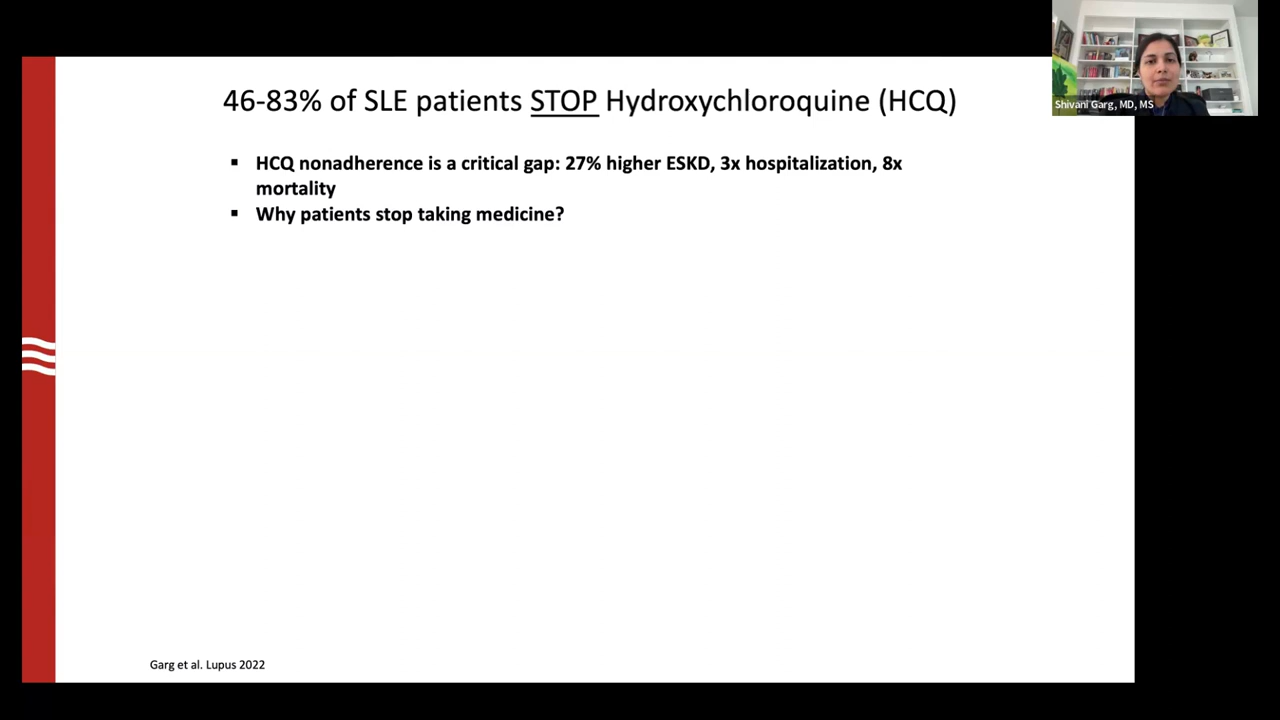 46-83% of SLE patients STOP Hydroxychloroquine (HCQ)
Shivani Garg, MD, MS
▪ HCQ nonadherence is a critical gap: 27% higher ESKD, 3x hospitalization, 8x
mortality
▪ Why patients stop taking medicine?
Garg et al. Lupus 2022